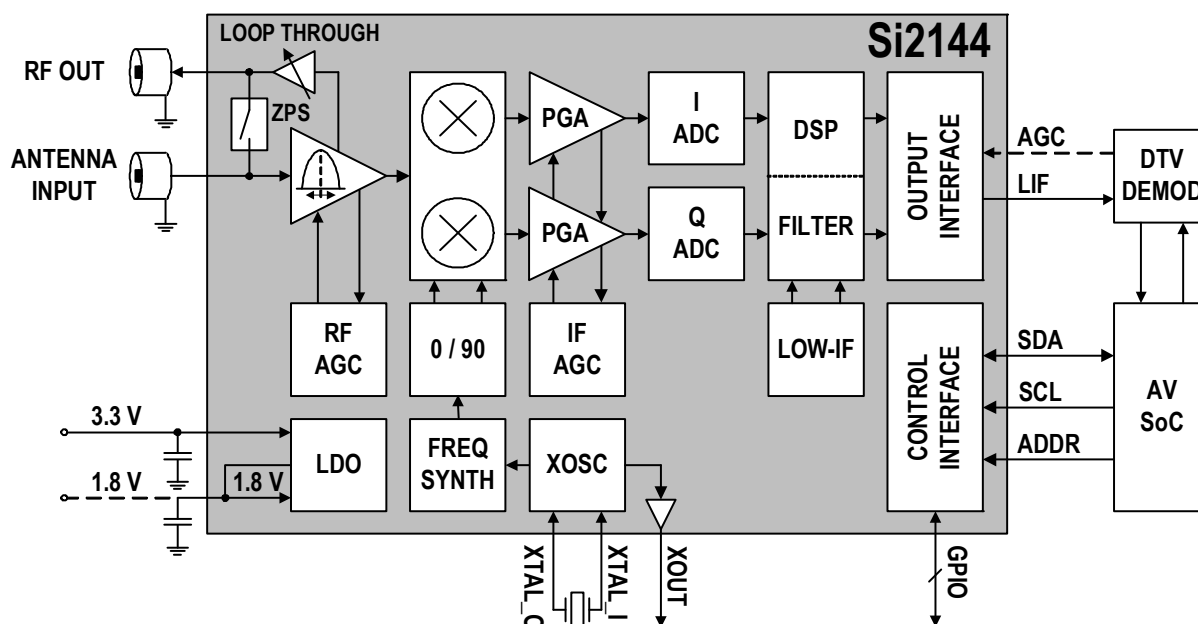 Si2144
LOOP THROUGH
RF OUT
ZPS
ANTENNA
INPUT
PGA
PGA
I
ADC
Q
ADC
DSP
FILTER
OUTPUT
INTERFACE
AGC
LIF
DTV
DEMOD
RF
AGC
0 / 90
IF
AGC
LOW-IF
CONTROL
INTERFACE
SDA
SCL
ADDR
AV
SoC
3.3 V
1.8 V
1.8 V
LDO
FREQ
SYNTH
XOSC
XTAL_I
XOUT
GPIO